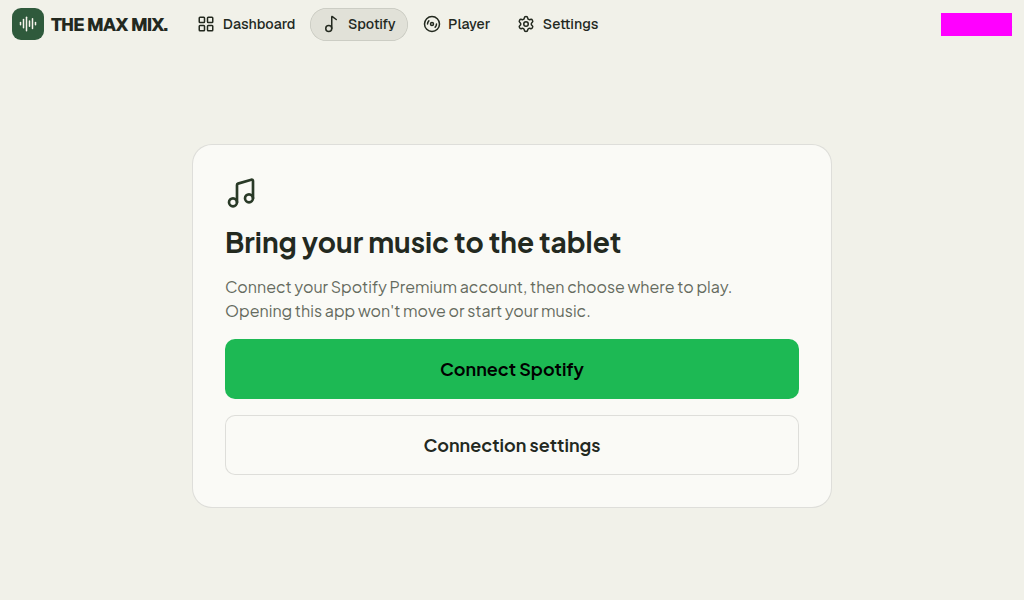 THE MAX MIX.
Dashboard
Spotify
Player
Settings
Bring your music to the tablet
Connect your Spotify Premium account, then choose where to play.
Opening this app won't move or start your music.
Connect Spotify
Connection settings